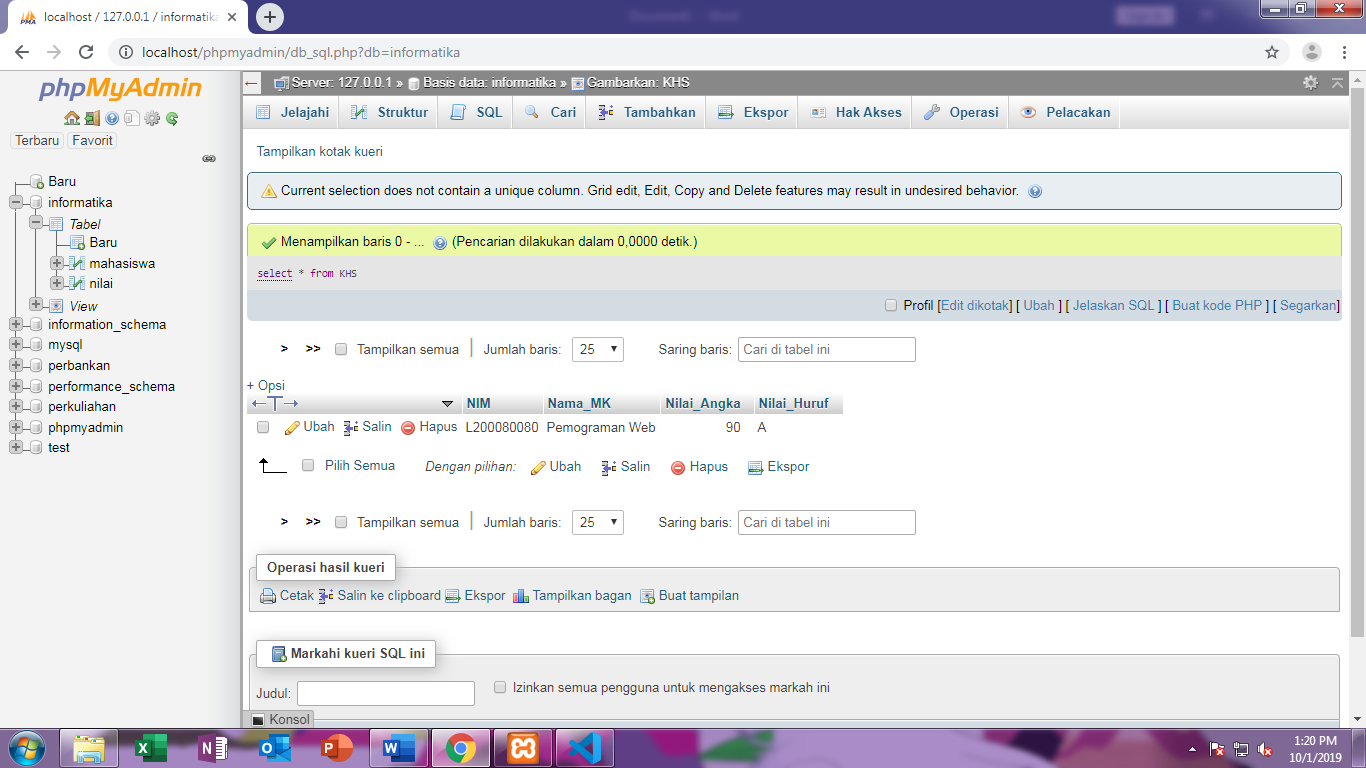 localhost / 127.0.0.1 / informatika
localhost/phpmyadmin/db_sql.php?db=informatika
phpMyAdmin
Terbaru Favorit
Baru
informatika
Tabel
Baru
mahasiswa
nilai
View
information_schema
mysql
perbankan
performance_schema
perkuliahan
phpmyadmin
test
Server: 127.0.0.1 » Basis data: informatika » Gambarkan: KHS
Jelajahi Struktur SQL Cari Tambahkan Ekspor Hak Akses Operasi Pelacakan
Tampilkan kotak kueri
Current selection does not contain a unique column. Grid edit, Edit, Copy and Delete features may result in undesired behavior.
Menampilkan baris 0 - ... (Pencarian dilakukan dalam 0,0000 detik.)
select * from KHS
Profil [Edit dikotak] [ Ubah ] [ Jelaskan SQL ] [ Buat kode PHP ] [ Segarkan]
> >> Tampilkan semua | Jumlah baris: 25 Saring baris: Cari di tabel ini
+ Opsi
←T→ NIM Nama_MK Nilai_Angka Nilai_Huruf
Ubah Salin Hapus L200080080 Pemograman Web 90 A
Pilih Semua Dengan pilihan: Ubah Salin Hapus Ekspor
> >> Tampilkan semua | Jumlah baris: 25 Saring baris: Cari di tabel ini
Operasi hasil kueri
Cetak Salin ke clipboard Ekspor Tampilkan bagan Buat tampilan
Markahi kueri SQL ini
Judul: Izinkan semua pengguna untuk mengakses markah ini
Konsol
1:20 PM
10/1/2019